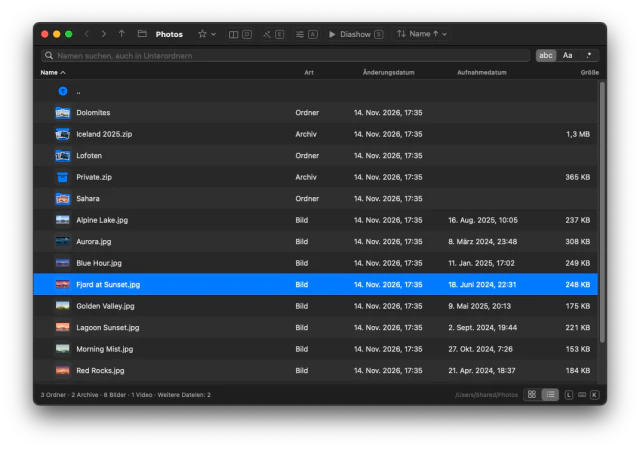 Photos D E A Diashow S Name
Namen suchen, auch in Unterordnern abc Aa .*
Name Art Änderungsdatum Aufnahmedatum Größe
..
Dolomites Ordner 14. Nov. 2026, 17:35
Iceland 2025.zip Archiv 14. Nov. 2026, 17:35 1,3 MB
Lofoten Ordner 14. Nov. 2026, 17:35
Private.zip Archiv 14. Nov. 2026, 17:35 365 KB
Sahara Ordner 14. Nov. 2026, 17:35
Alpine Lake.jpg Bild 14. Nov. 2026, 17:35 16. Aug. 2025, 10:05 237 KB
Aurora.jpg Bild 14. Nov. 2026, 17:35 8. März 2024, 23:48 308 KB
Blue Hour.jpg Bild 14. Nov. 2026, 17:35 11. Jan. 2025, 17:02 249 KB
Fjord at Sunset.jpg Bild 14. Nov. 2026, 17:35 18. Juni 2024, 22:31 248 KB
Golden Valley.jpg Bild 14. Nov. 2026, 17:35 9. Mai 2025, 20:13 175 KB
Lagoon Sunset.jpg Bild 14. Nov. 2026, 17:35 2. Sept. 2024, 19:44 221 KB
Morning Mist.jpg Bild 14. Nov. 2026, 17:35 27. Okt. 2024, 7:26 153 KB
Red Rocks.jpg Bild 14. Nov. 2026, 17:35 21. Apr. 2024, 18:37 184 KB
3 Ordner · 2 Archive · 8 Bilder · 1 Video · Weitere Dateien: 2 /Users/Shared/Photos L K